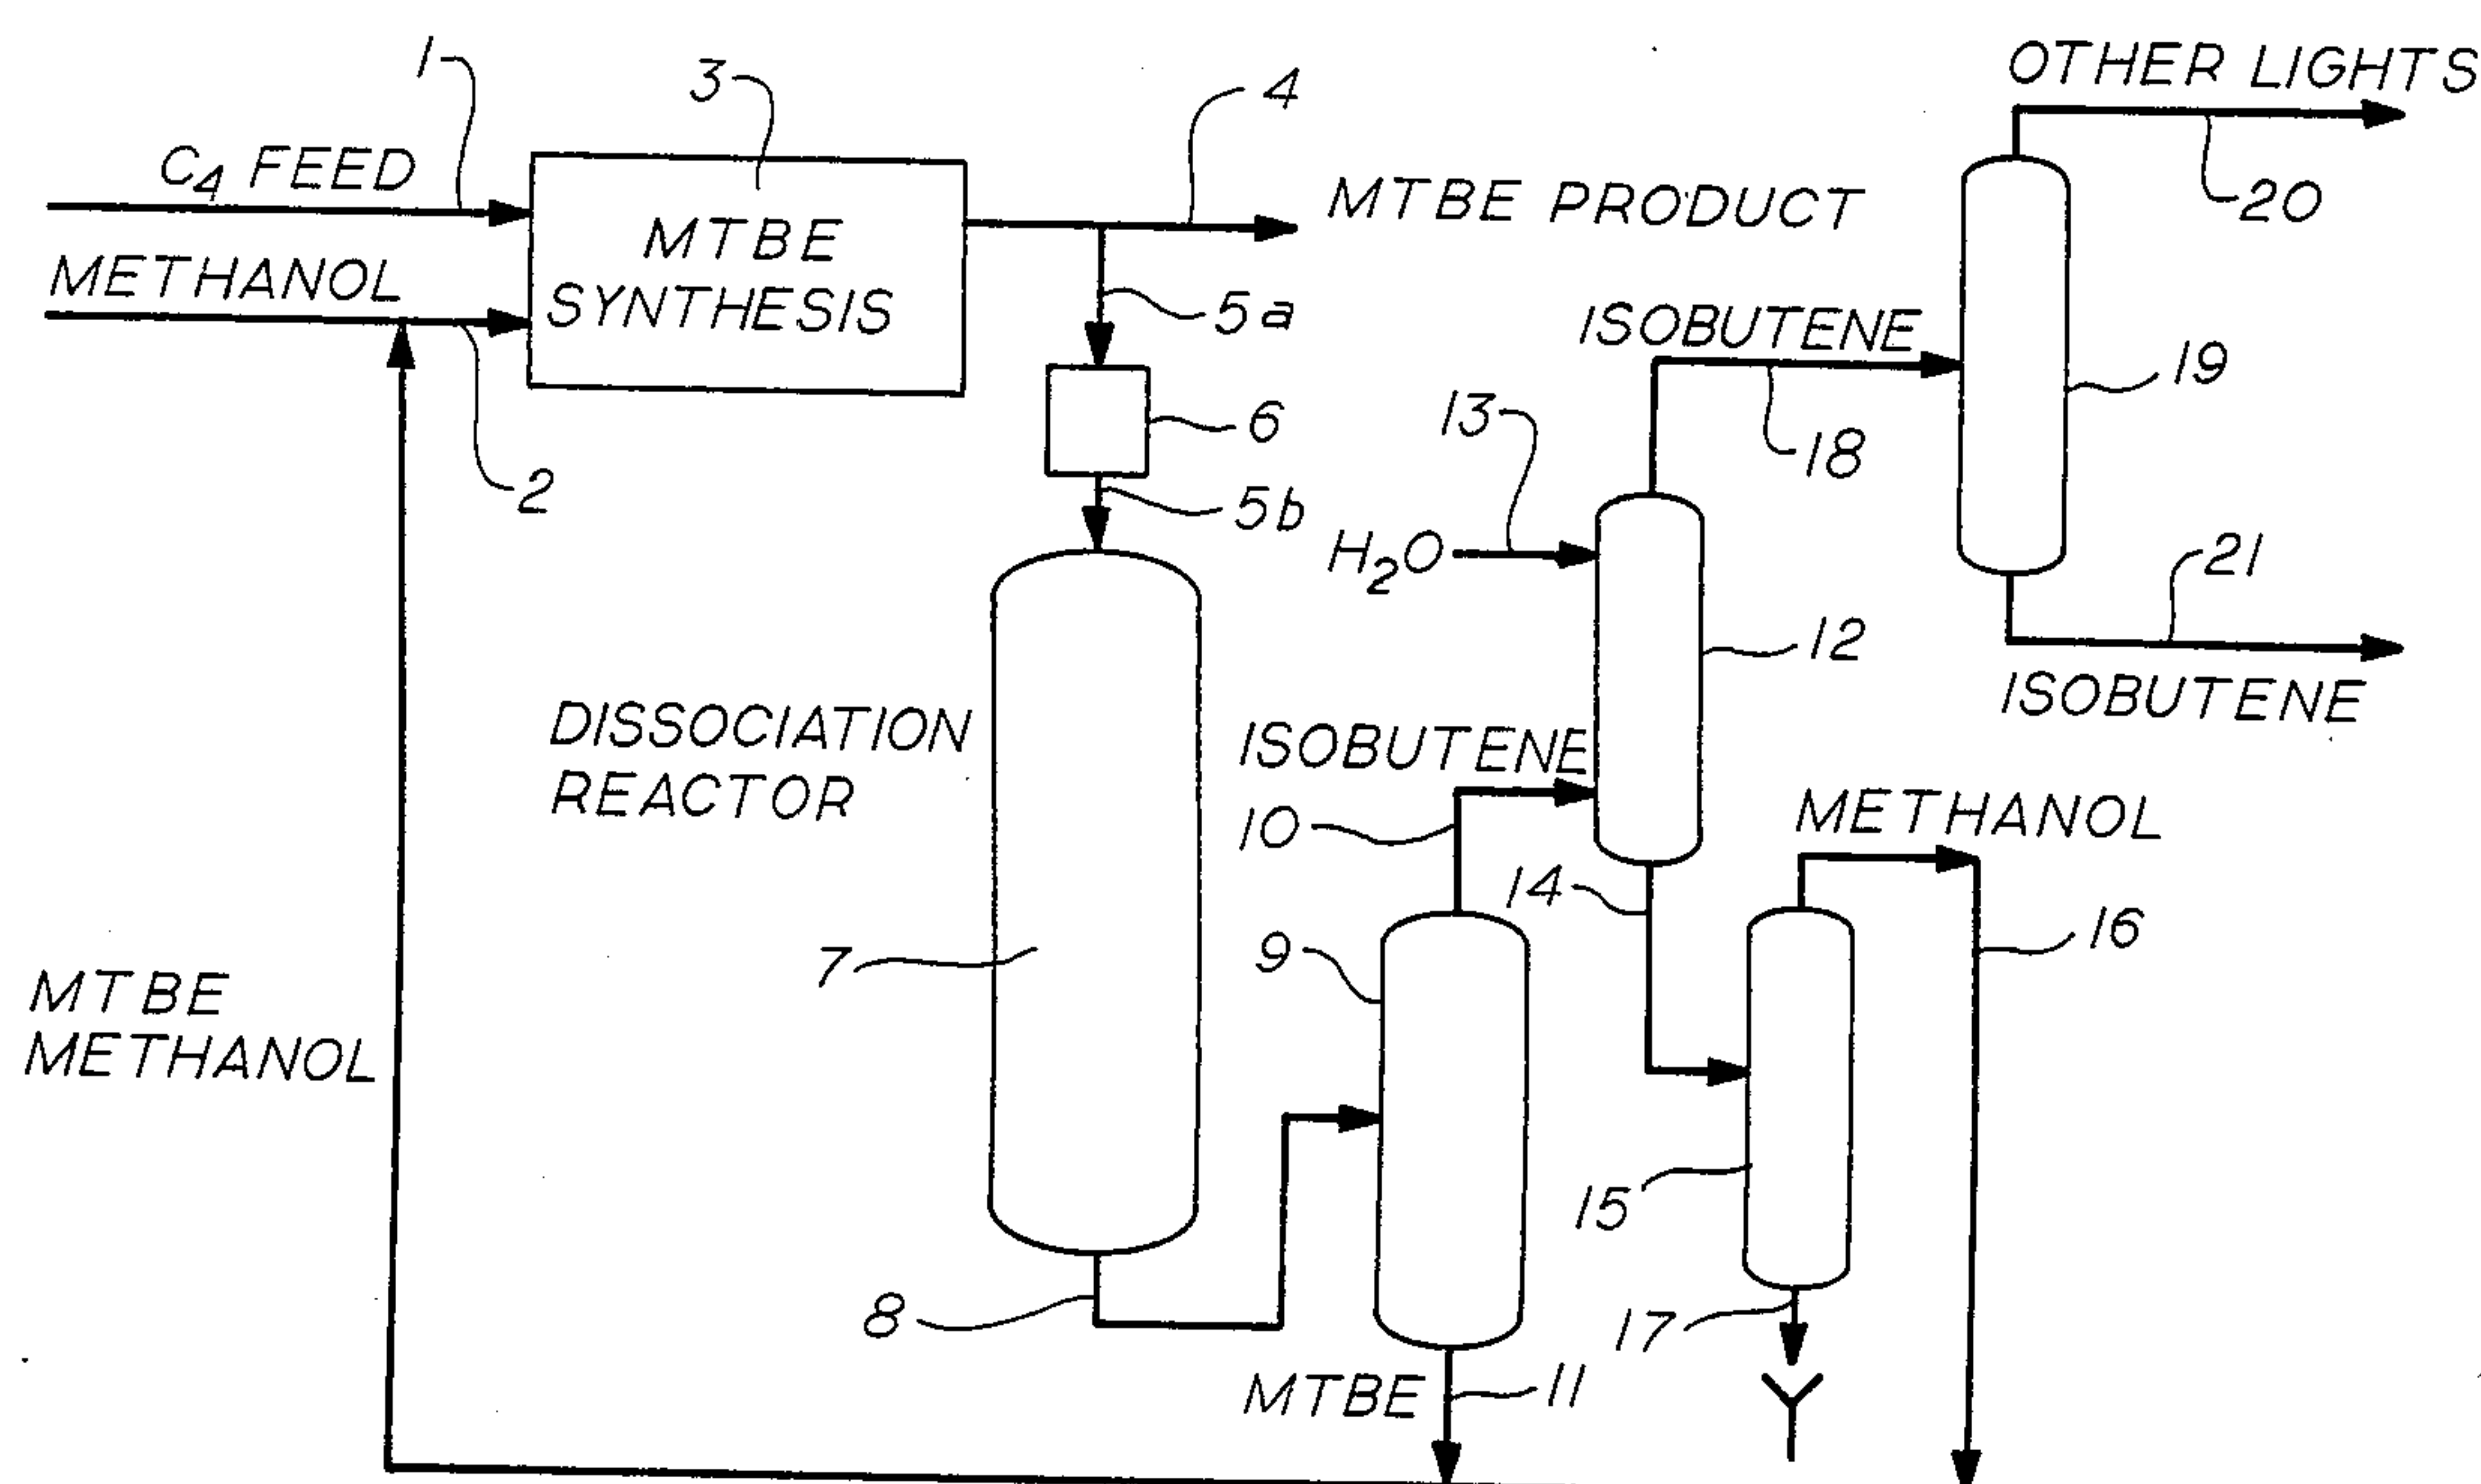 1
3
4
OTHER LIGHTS
C4 FEED
MTBE PRODUCT
20
MTBE
SYNTHESIS
METHANOL
5a
ISOBUTENE
19
6
13
18
2
5b
H2O
21
12
ISOBUTENE
DISSOCIATION
REACTOR
ISOBUTENE
10
METHANOL
14
16
7
9
MTBE
METHANOL
15
8
17
MTBE
11